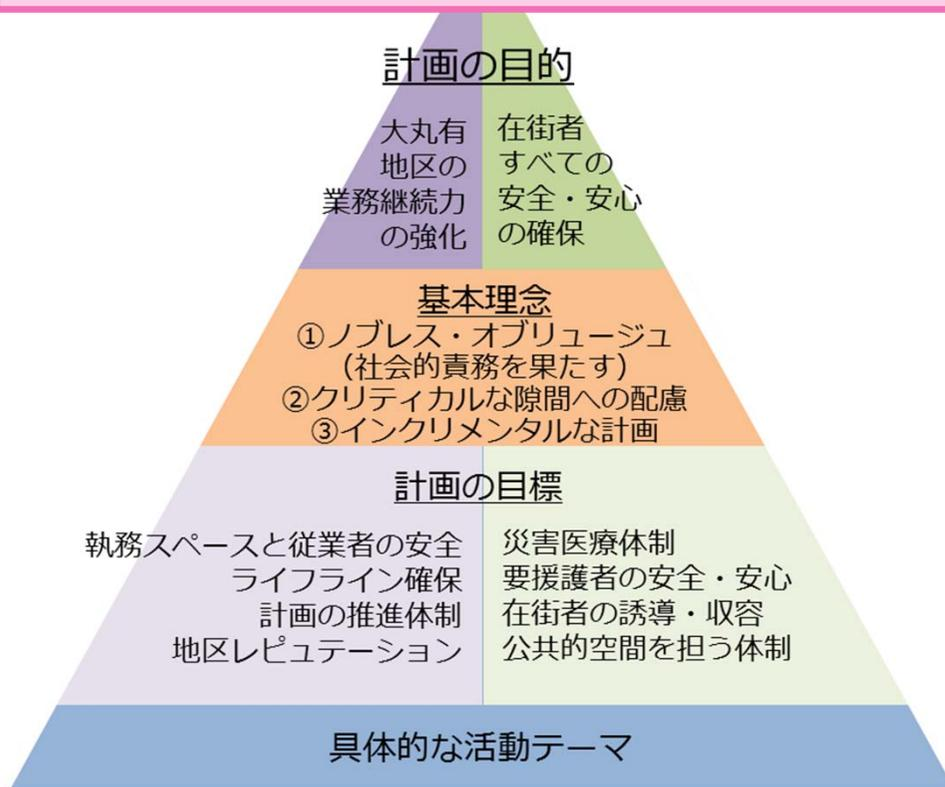 計画の目的
大丸有
地区の
業務継続力
の強化
在街者
すべての
安全・安心
の確保
基本理念
①ノブレス・オブリュージュ
(社会的責務を果たす)
②クリティカルな隙間への配慮
③インクリメンタルな計画
計画の目標
執務スペースと従業者の安全
ライフライン確保
計画の推進体制
地区レピュテーション
災害医療体制
要援護者の安全・安心
在街者の誘導・収容
公共的空間を担う体制
具体的な活動テーマ